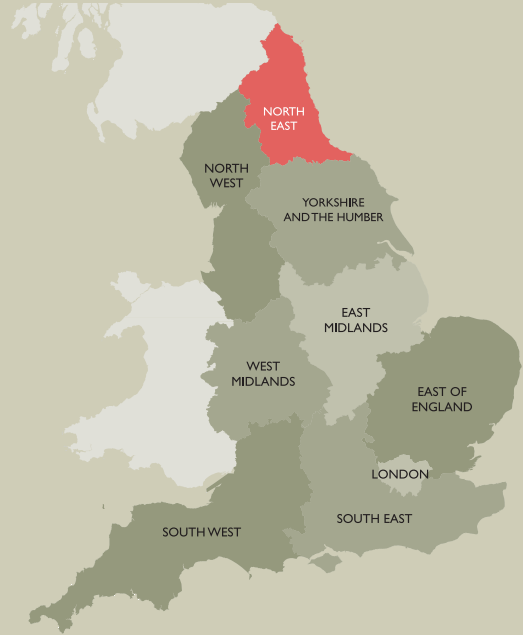 NORTH
EAST
NORTH
WEST
YORKSHIRE
AND THE HUMBER
EAST
MIDLANDS
WEST
MIDLANDS
EAST OF
ENGLAND
LONDON
SOUTH EAST
SOUTH WEST